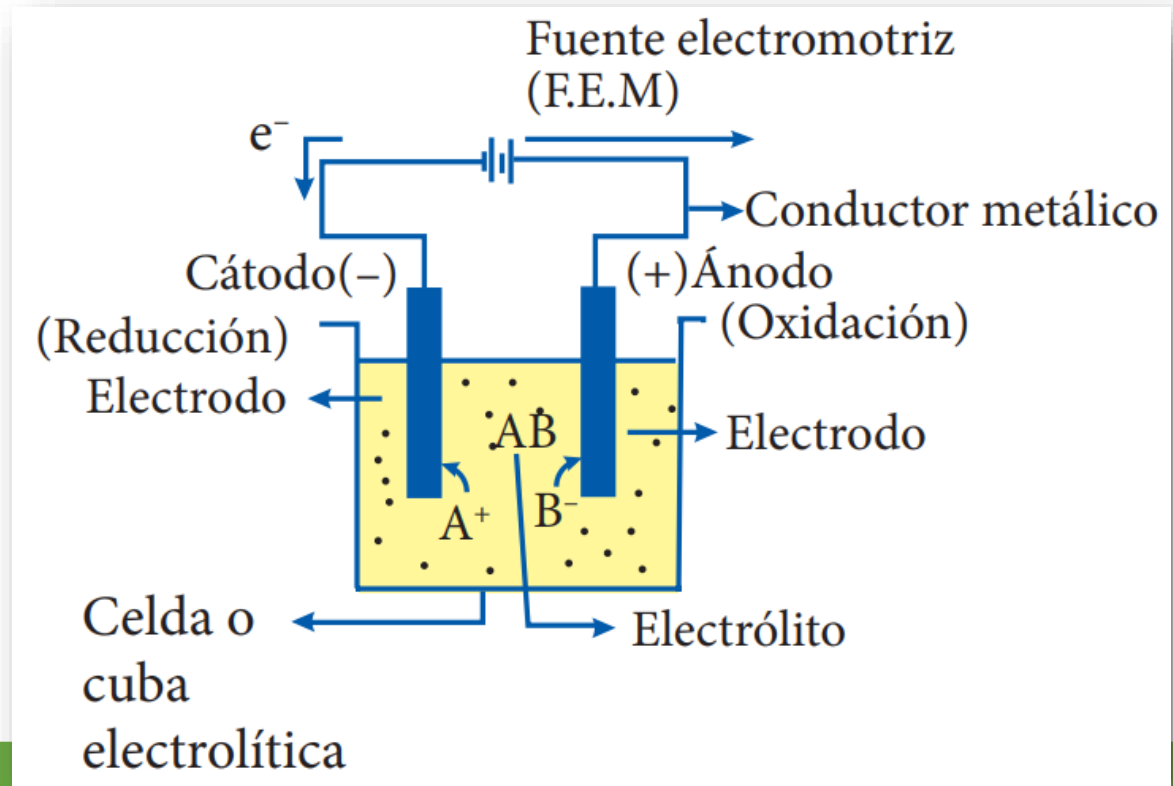 Fuente electromotriz
(F.E.M)
e⁻
Conductor metálico
Cátodo(–)
(+)Ánodo
(Reducción)
(Oxidación)
Electrodo
Electrodo
AB
A⁺
B⁻
Celda o
cuba
electrolítica
Electrólito